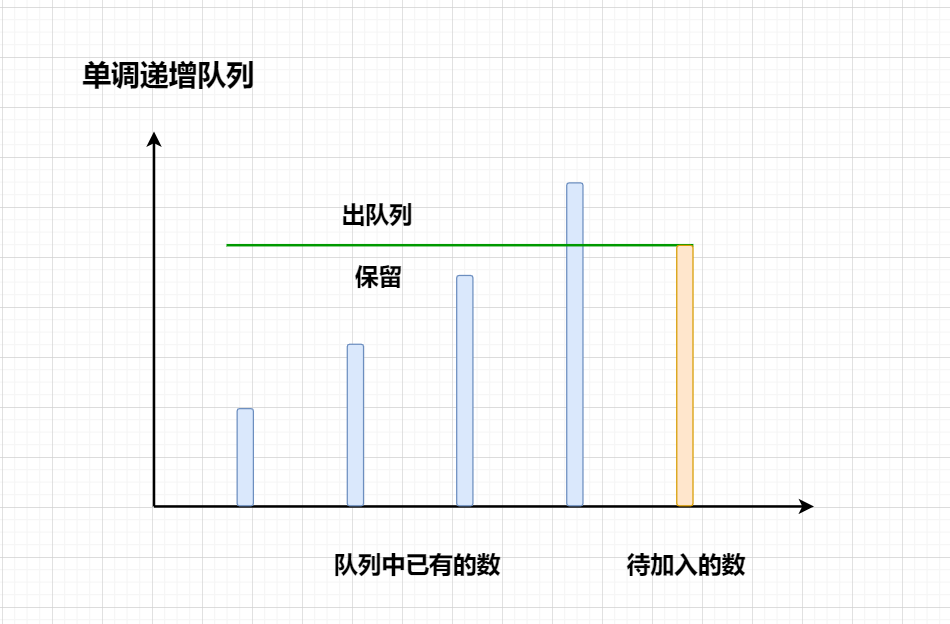 单调递增队列
出队列
保留
队列中已有的数
待加入的数